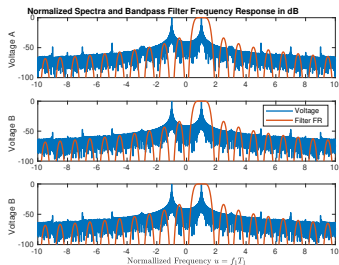 Normalized Spectra and Bandpass Filter Frequency Response in dB
Voltage A
0
-50
-100
-10 -8 -6 -4 -2 0 2 4 6 8 10
Voltage B
0
-50
-100
Voltage
Filter FR
-10 -8 -6 -4 -2 0 2 4 6 8 10
Voltage B
0
-50
-100
-10 -8 -6 -4 -2 0 2 4 6 8 10
Normallized Frequency u = f₁T₁